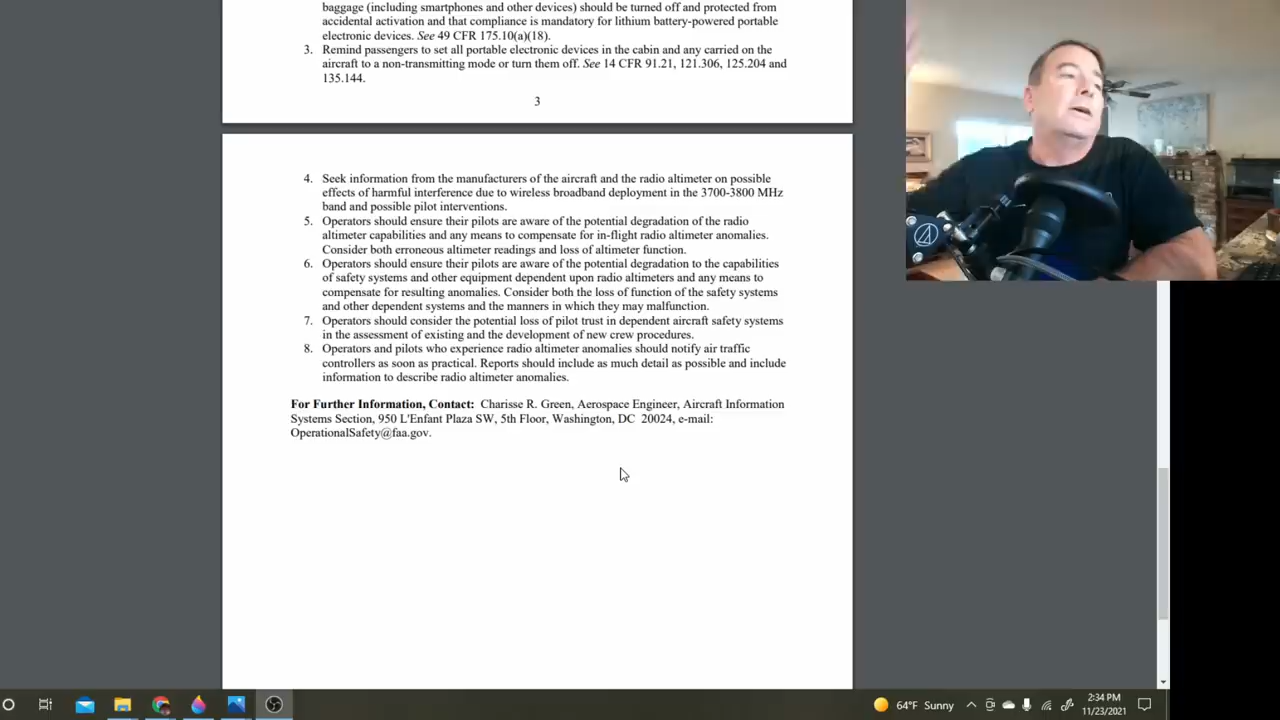 baggage (including smartphones and other devices) should be turned off and protected from
accidental activation and that compliance is mandatory for lithium battery-powered portable
electronic devices. See 49 CFR 175.10(a)(18).
3. Remind passengers to set all portable electronic devices in the cabin and any carried on the
aircraft to a non-transmitting mode or turn them off. See 14 CFR 91.21, 121.306, 125.204 and
135.144.
3
4. Seek information from the manufacturers of the aircraft and the radio altimeter on possible
effects of harmful interference due to wireless broadband deployment in the 3700-3800 MHz
band and possible pilot interventions.
5. Operators should ensure their pilots are aware of the potential degradation of the radio
altimeter capabilities and any means to compensate for in-flight radio altimeter anomalies.
Consider both erroneous altimeter readings and loss of altimeter function.
6. Operators should ensure their pilots are aware of the potential degradation to the capabilities
of safety systems and other equipment dependent upon radio altimeters and any means to
compensate for resulting anomalies. Consider both the loss of function of the safety systems
and other dependent systems and the manners in which they may malfunction.
7. Operators should consider the potential loss of pilot trust in dependent aircraft safety systems
in the assessment of existing and the development of new crew procedures.
8. Operators and pilots who experience radio altimeter anomalies should notify air traffic
controllers as soon as practical. Reports should include as much detail as possible and include
information to describe radio altimeter anomalies.
For Further Information, Contact: Charisse R. Green, Aerospace Engineer, Aircraft Information
Systems Section, 950 L'Enfant Plaza SW, 5th Floor, Washington, DC 20024, e-mail:
OperationalSafety@faa.gov.
64°F Sunny
2:34 PM
11/23/2021